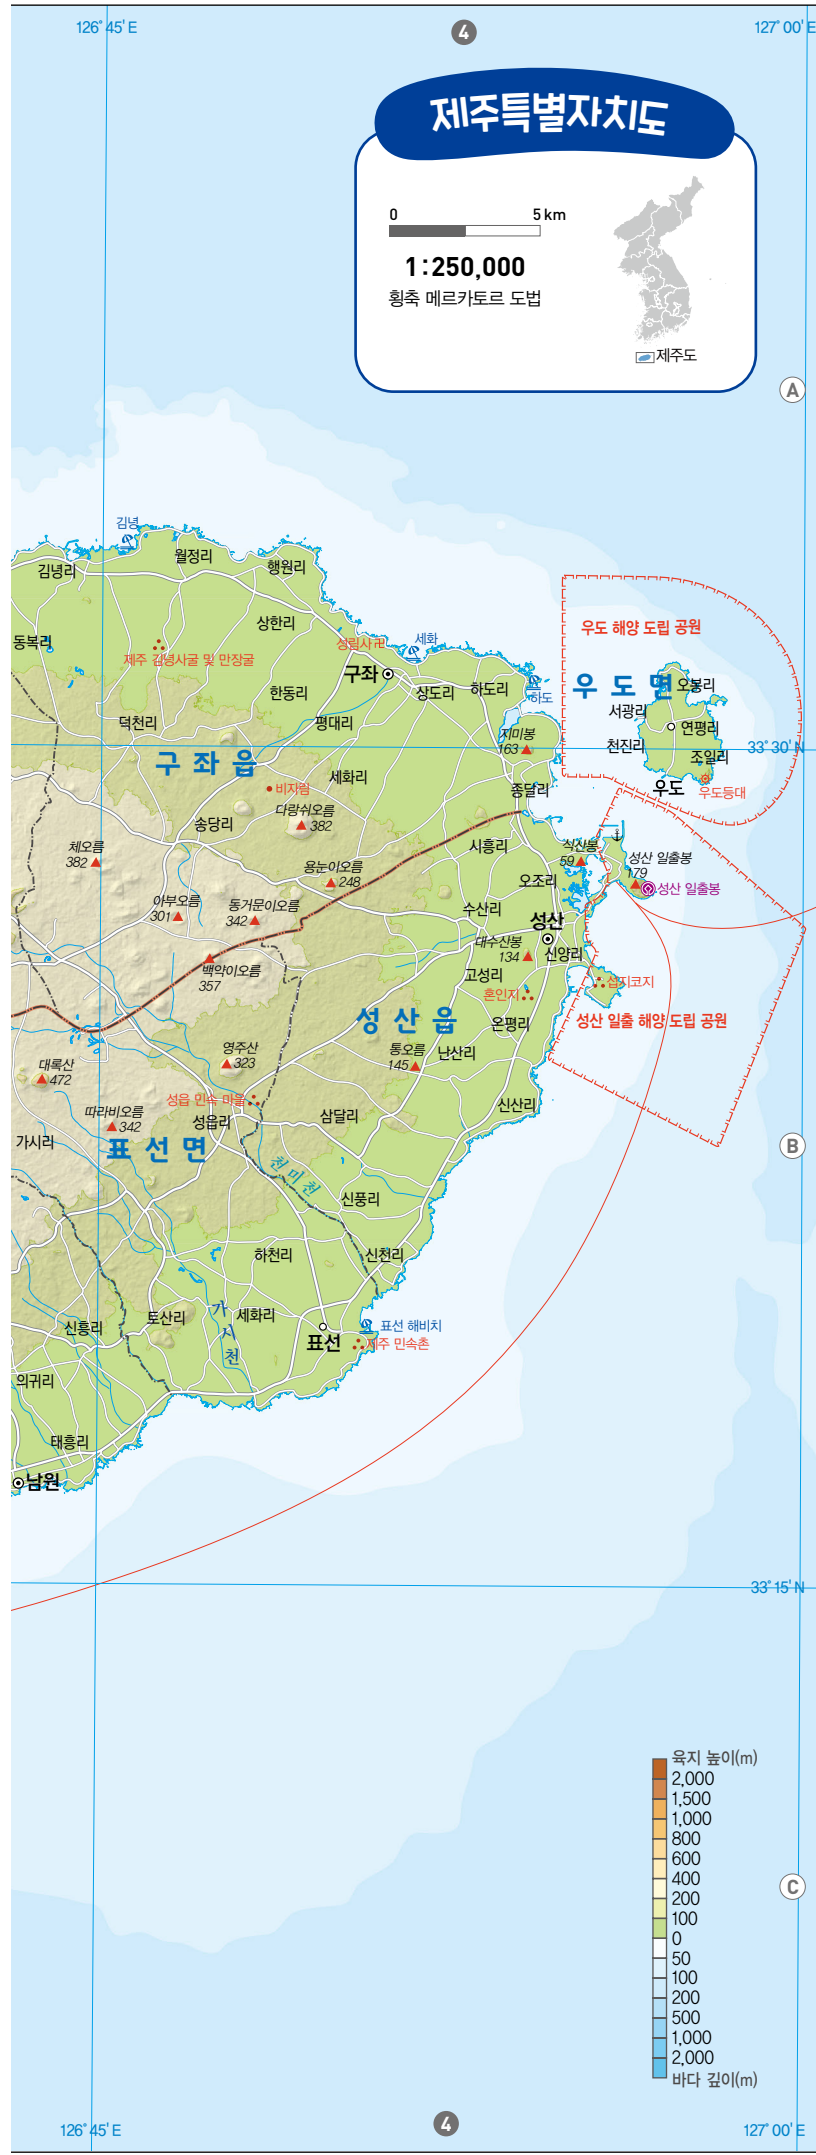 126°45' E
4
127°00' E
제주특별자치도
0 5 km
1:250,000
횡축 메르카토르 도법
제주도
A
김녕
김녕리
월정리
행원리
동복리
제주 김녕사굴 및 만장굴
상한리
성림사
세화
구좌
한동리
상도리
하도리
하도
덕천리
평대리
구좌읍
지미봉
163
세화리
비자림
종달리
우도 해양 도립 공원
우도면
오봉리
서광리
연평리
천진리
조일리
33°30' N
우도
우도등대
송당리
다랑쉬오름
382
체오름
382
용눈이오름
248
시흥리
식산봉
59
성산 일출봉
179
성산 일출봉
오조리
아부오름
301
동거문이오름
342
수산리
성산
백약이오름
357
대수산봉
134
신양리
고성리
혼인지
섭지코지
성산읍
온평리
성산 일출 해양 도립 공원
영주산
323
통오름
145
난산리
대록산
472
성읍 민속 마을
따라비오름
342
성읍리
삼달리
신산리
가시리
표선면
B
천미천
신풍리
하천리
신천리
토산리
가시천
세화리
신흥리
표선
표선 해비치
제주 민속촌
의귀리
태흥리
남원
33°15' N
육지 높이(m)
2,000
1,500
1,000
800
600
400
200
100
0
50
100
200
500
1,000
2,000
바다 깊이(m)
C
126°45' E
4
127°00' E